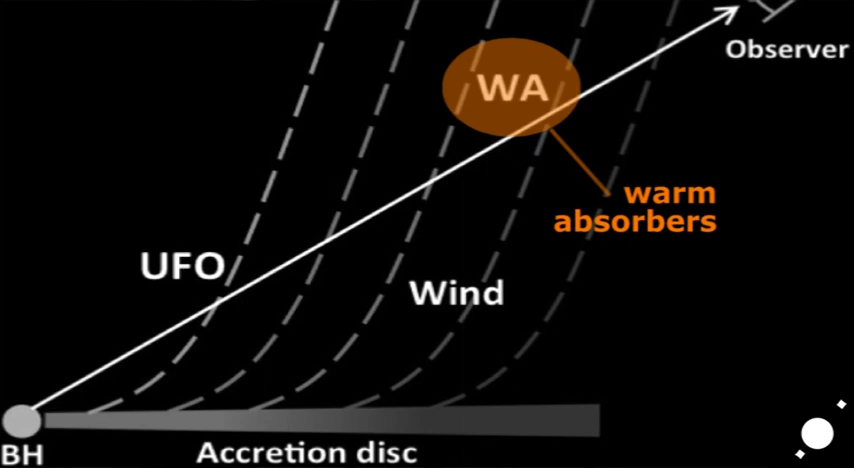 Observer
WA
warm
absorbers
UFO
Wind
BH
Accretion disc